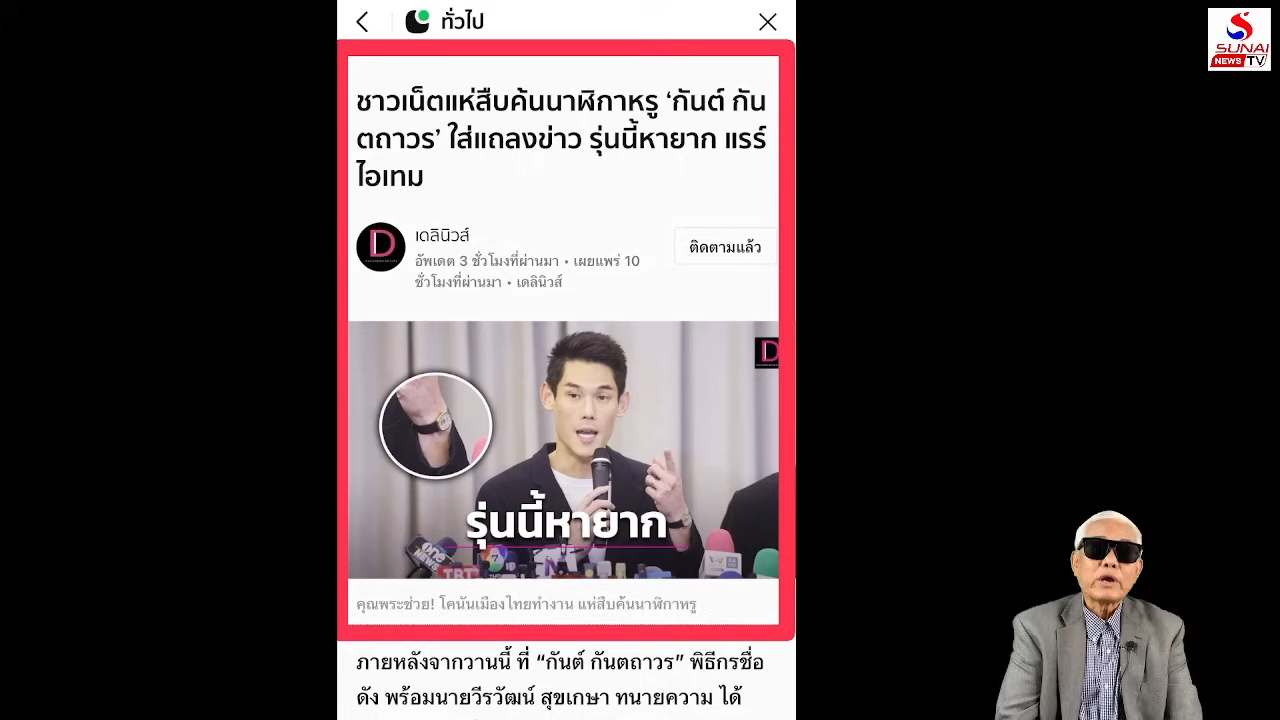 ทั่วไป
SUNAI
NEWS TV
ชาวเน็ตแห่สืบค้นนาฬิกาหรู ‘กันต์ กัน
ตถาวร’ ใส่แถลงข่าว รุ่นนี้หายาก แรร์
ไอเทม
D
เดลินิวส์
ติดตามแล้ว
อัพเดต 3 ชั่วโมงที่ผ่านมา • เผยแพร่ 10
ชั่วโมงที่ผ่านมา • เดลินิวส์
D
รุ่นนี้หายาก
one
NEWS
7
TBT
คุณพระช่วย! โคนันเมืองไทยทำงาน แห่สืบค้นนาฬิกาหรู
ภายหลังจากวานนี้ ที่ “กันต์ กันตถาวร” พิธีกรชื่อ
ดัง พร้อมนายวีรวัฒน์ สุขเกษา ทนายความ ได้